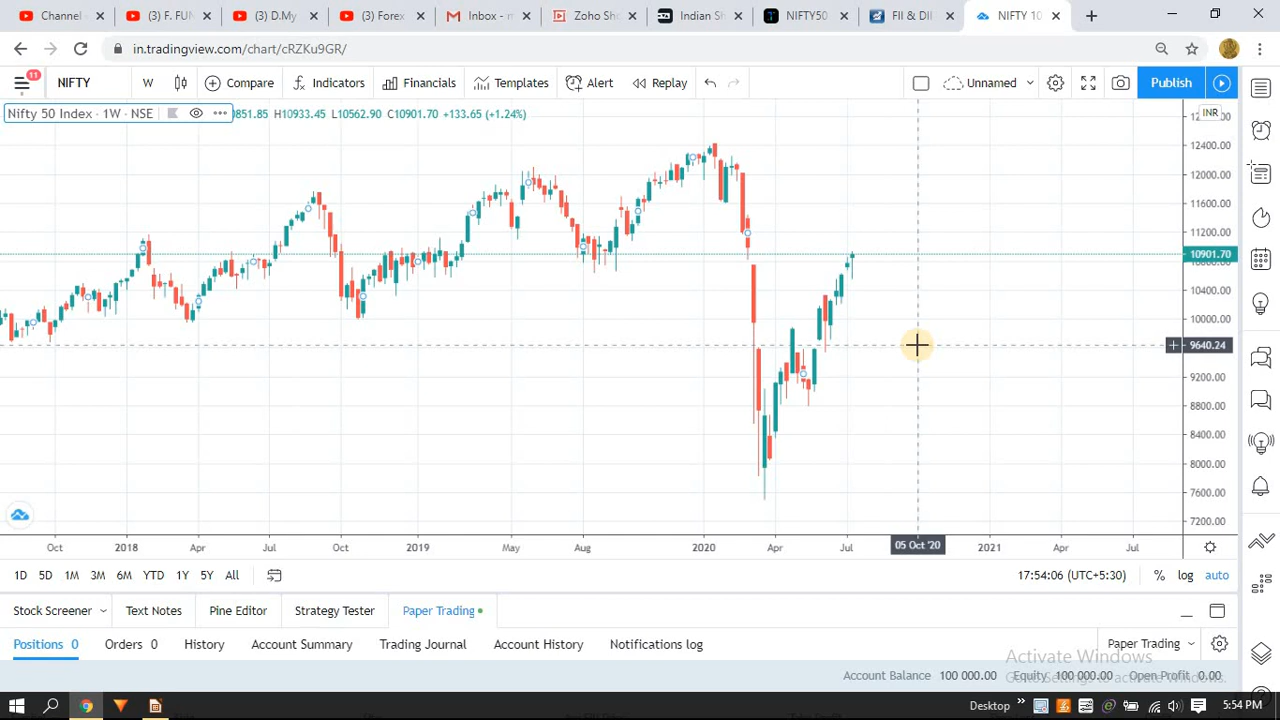 Chann
(3) F. FUN
(3) D.My
(3) Fore
Inbox -
Zoho Sh
Indian S
NIFTY50
FII & DII
NIFTY 10
in.tradingview.com/chart/cRZKu9GR/
11
NIFTY
W
Compare
Indicators
Financials
Templates
Alert
Replay
Unnamed
Publish
Nifty 50 Index · 1W · NSE
851.85 H10933.45 L10562.90 C10901.70 +133.65 (+1.24%)
INR
12400.00
12000.00
11600.00
11200.00
10901.70
10400.00
10000.00
9640.24
9200.00
8800.00
8400.00
8000.00
7600.00
7200.00
Oct 2018 Apr Jul Oct 2019 May Aug 2020 Apr Jul 05 Oct '20 2021 Apr Jul
1D 5D 1M 3M 6M YTD 1Y 5Y All
17:54:06 (UTC+5:30) % log auto
Stock Screener Text Notes Pine Editor Strategy Tester Paper Trading
Positions 0 Orders 0 History Account Summary Trading Journal Account History Notifications log
Paper Trading
Activate Windows
Account Balance 100 000.00 Equity 100 000.00 Open Profit 0.00
Desktop
5:54 PM